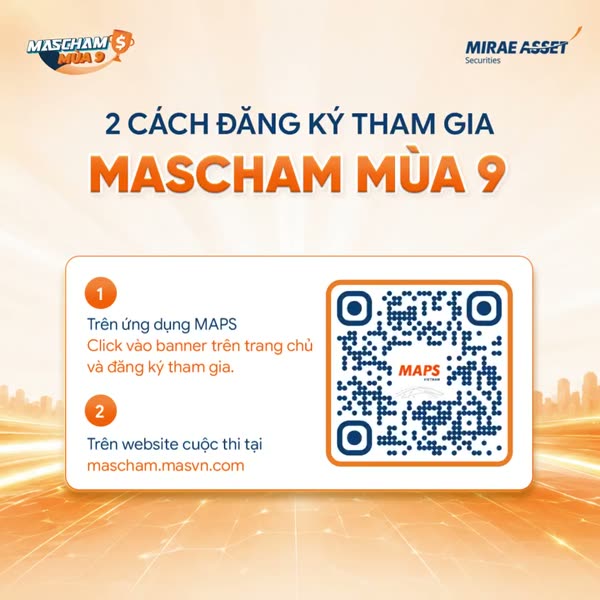 MASCHAM
MÙA 9
MIRAE ASSET
Securities
2 CÁCH ĐĂNG KÝ THAM GIA
MASCHAM MÙA 9
1
Trên ứng dụng MAPS
Click vào banner trên trang chủ
và đăng ký tham gia.
2
Trên website cuộc thi tại
mascham.masvn.com
MAPS
VIETNAM